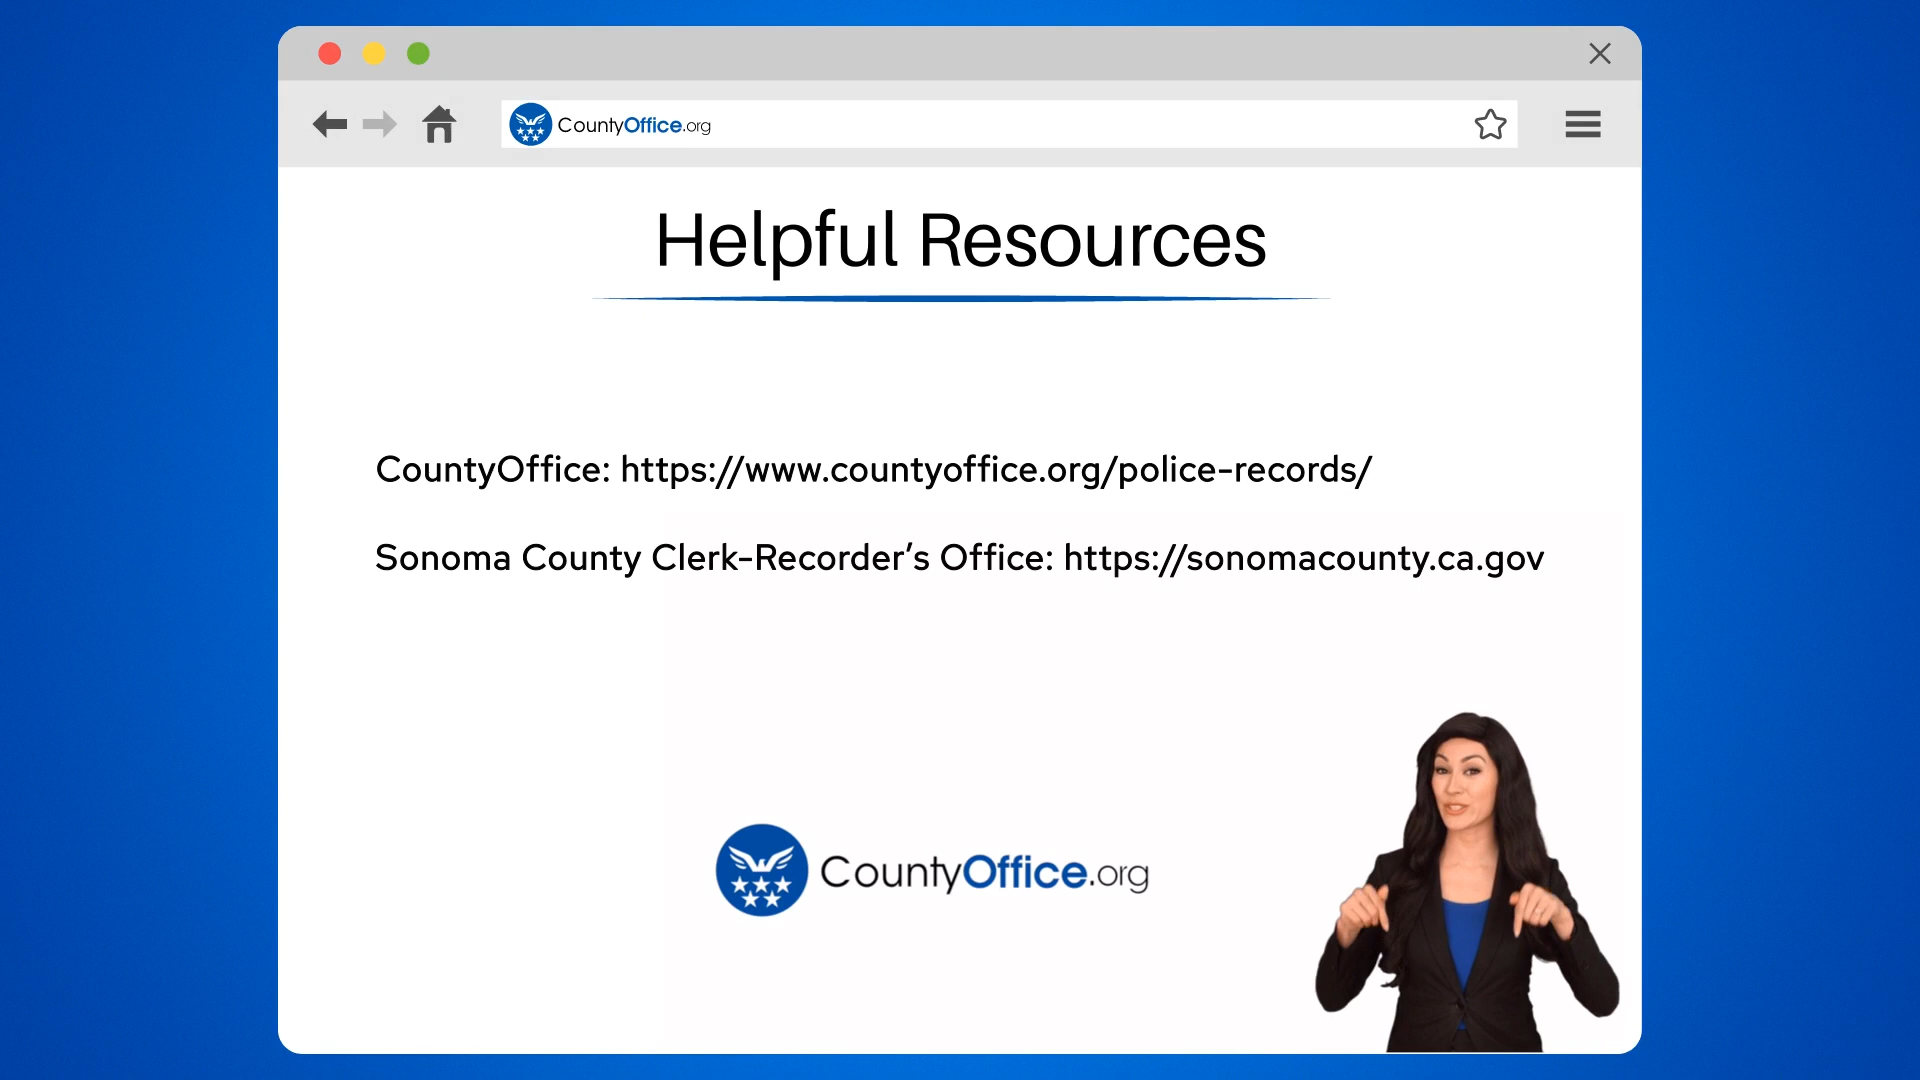 CountyOffice.org
Helpful Resources
CountyOffice: https://www.countyoffice.org/police-records/
Sonoma County Clerk-Recorder’s Office: https://sonomacounty.ca.gov
CountyOffice.org